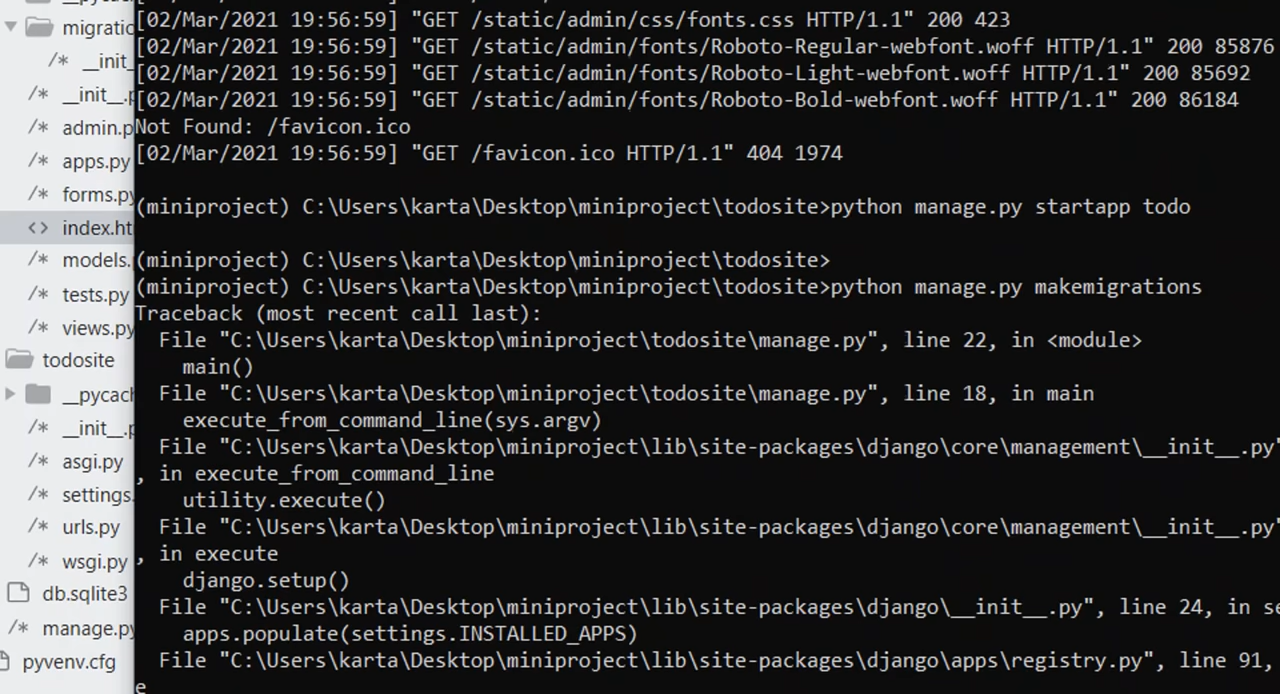 migratio
/* __init_
/* __init__.p
/* admin.p
/* apps.py
/* forms.py
<> index.ht
/* models.
/* tests.py
/* views.py
todosite
__pycach
/* __init__.p
/* asgi.py
/* settings.
/* urls.py
/* wsgi.py
db.sqlite3
/* manage.py
pyvenv.cfg
[02/Mar/2021 19:56:59] "GET /static/admin/css/fonts.css HTTP/1.1" 200 423
[02/Mar/2021 19:56:59] "GET /static/admin/fonts/Roboto-Regular-webfont.woff HTTP/1.1" 200 85876
[02/Mar/2021 19:56:59] "GET /static/admin/fonts/Roboto-Light-webfont.woff HTTP/1.1" 200 85692
[02/Mar/2021 19:56:59] "GET /static/admin/fonts/Roboto-Bold-webfont.woff HTTP/1.1" 200 86184
Not Found: /favicon.ico
[02/Mar/2021 19:56:59] "GET /favicon.ico HTTP/1.1" 404 1974
(miniproject) C:\Users\karta\Desktop\miniproject\todosite>python manage.py startapp todo
(miniproject) C:\Users\karta\Desktop\miniproject\todosite>
(miniproject) C:\Users\karta\Desktop\miniproject\todosite>python manage.py makemigrations
Traceback (most recent call last):
File "C:\Users\karta\Desktop\miniproject\todosite\manage.py", line 22, in <module>
main()
File "C:\Users\karta\Desktop\miniproject\todosite\manage.py", line 18, in main
execute_from_command_line(sys.argv)
File "C:\Users\karta\Desktop\miniproject\lib\site-packages\django\core\management\__init__.py"
, in execute_from_command_line
utility.execute()
File "C:\Users\karta\Desktop\miniproject\lib\site-packages\django\core\management\__init__.py"
, in execute
django.setup()
File "C:\Users\karta\Desktop\miniproject\lib\site-packages\django\__init__.py", line 24, in se
apps.populate(settings.INSTALLED_APPS)
File "C:\Users\karta\Desktop\miniproject\lib\site-packages\django\apps\registry.py", line 91,
e